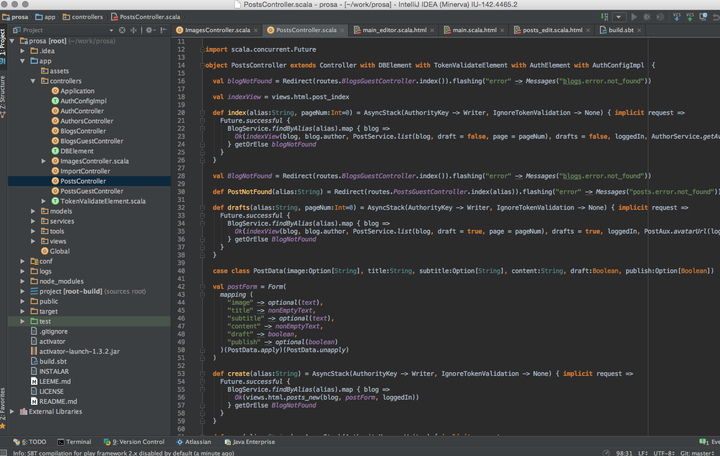 PostsController.scala - prosa - [~/work/prosa] - IntelliJ IDEA (Minerva) IU-142.4465.2
prosa app controllers PostsController.scala
Project
ImagesController.scala PostsController.scala main_editor.scala.html main.scala.html posts_edit.scala.html build.sbt
1: Project
Z: Structure
2: Favorites
prosa [root] (~/work/prosa)
.idea
app
assets
controllers
Application
AuthConfigImpl
AuthController
AuthorsController
BlogsController
BlogsGuestController
DBElement
ImagesController.scala
ImportController
PostsController
PostsGuestController
TokenValidateElement.scala
models
services
tools
views
Global
conf
logs
node_modules
project [root-build] (sources root)
public
target
test
.gitignore
activator
activator-launch-1.3.2.jar
build.sbt
INSTALAR
LEEME.md
LICENSE
README.md
External Libraries
11
12 import scala.concurrent.Future
13
14 object PostsController extends Controller with DBElement with TokenValidateElement with AuthElement with AuthConfigImpl {
15
16 val blogNotFound = Redirect(routes.BlogsGuestController.index()).flashing("error" -> Messages("blogs.error.not_found"))
17
18 val indexView = views.html.post_index
19
20 def index(alias:String, pageNum:Int=0) = AsyncStack(AuthorityKey -> Writer, IgnoreTokenValidation -> None) { implicit request =>
21 Future.successful {
22 BlogService.findByAlias(alias).map { blog =>
23 Ok(indexView(blog, blog.author, PostService.list(blog, draft = false, page = pageNum), drafts = false, loggedIn, AuthorService.getAv
24 } getOrElse blogNotFound
25 }
26 }
27
28 val BlogNotFound = Redirect(routes.BlogsGuestController.index()).flashing("error" -> Messages("blogs.error.not_found"))
29
30 def PostNotFound(alias:String) = Redirect(routes.PostsGuestController.index(alias)).flashing("error" -> Messages("posts.error.not_found"))
31
32 def drafts(alias:String, pageNum:Int=0) = AsyncStack(AuthorityKey -> Writer, IgnoreTokenValidation -> None) { implicit request =>
33 Future.successful {
34 BlogService.findByAlias(alias).map { blog =>
35 Ok(indexView(blog, blog.author, PostService.list(blog, draft = true, page = pageNum), drafts = true, loggedIn, PostAux.avatarUrl(log
36 } getOrElse BlogNotFound
37 }
38 }
39
40 case class PostData(image:Option[String], title:String, subtitle:Option[String], content:String, draft:Boolean, publish:Option[Boolean])
41
42 val postForm = Form(
43 mapping (
44 "image" -> optional(text),
45 "title" -> nonEmptyText,
46 "subtitle" -> optional(text),
47 "content" -> nonEmptyText,
48 "draft" -> boolean,
49 "publish" -> optional(boolean)
50 )(PostData.apply)(PostData.unapply)
51 )
52
53 def create(alias:String) = AsyncStack(AuthorityKey -> Writer, IgnoreTokenValidation -> None) { implicit request =>
54 Future.successful {
55 BlogService.findByAlias(alias).map { blog =>
56 Ok(views.html.posts_new(blog, postForm, loggedIn))
57 } getOrElse BlogNotFound
58 }
59 }
60
6: TODO Terminal 9: Version Control Atlassian Java Enterprise Eve
Info: SBT compilation for play framework 2.x disabled by default (a minute ago) 98:31 LF UTF-8 Git: master